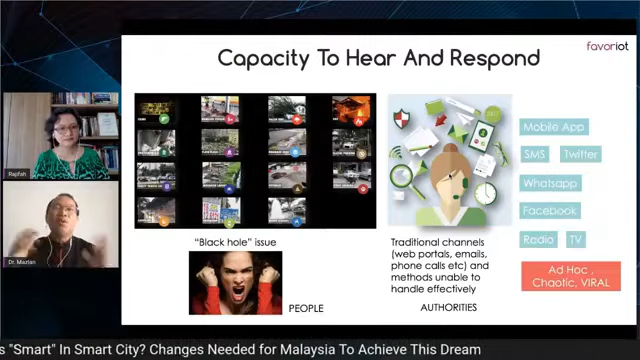 favoriot
Capacity To Hear And Respond
Mobile App
SMS
Twitter
Whatsapp
Facebook
Radio
TV
Ad Hoc ,
Chaotic, VIRAL
"Black hole" issue
PEOPLE
Traditional channels
(web portals, emails,
phone calls etc) and
methods unable to
handle effectively
AUTHORITIES
Rajifah
Dr. Mazlan
s "Smart" In Smart City? Changes Needed for Malaysia To Achieve This Dream